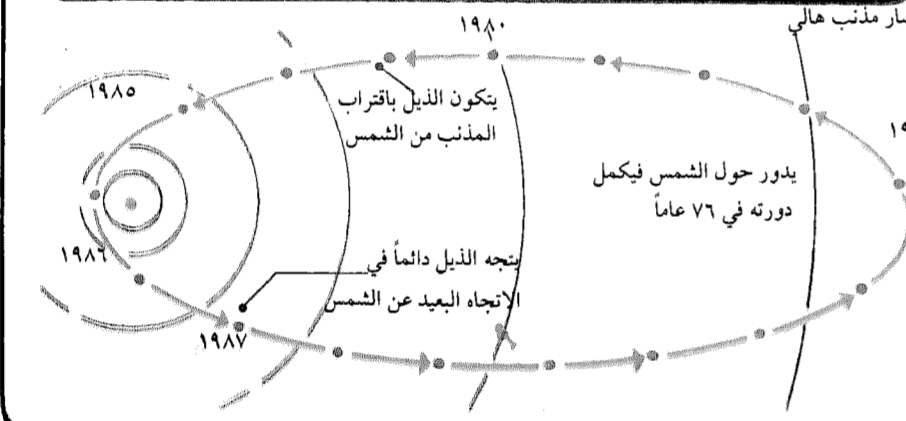 مذنب هالي
١٩٨٠
١٩٨٥
يتكون الذيل باقتراب
المذنب من الشمس
يدور حول الشمس فيكمل
دورته في ٧٦ عاماً
١٩٨٦
يتجه الذيل دائماً في
الاتجاه البعيد عن الشمس
١٩٨٧